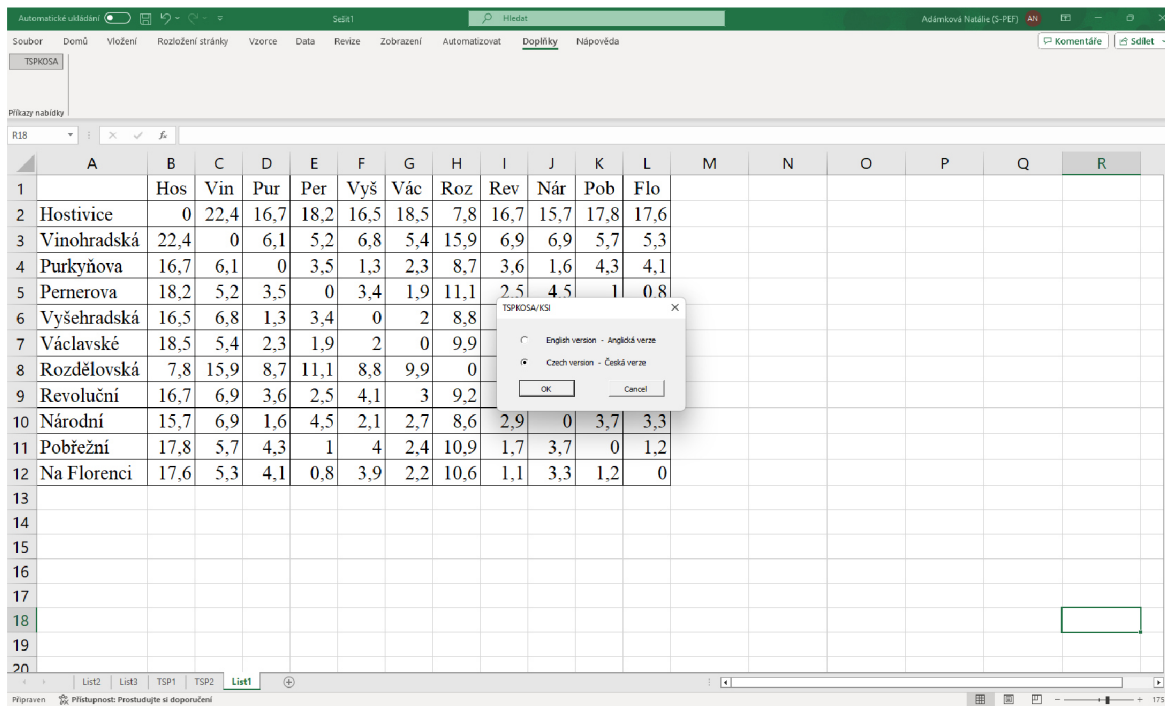 Automatické ukládání Sešit1 Hledat Adámková Natálie (S-PEF) AN
Soubor Domů Vložení Rozložení stránky Vzorce Data Revize Zobrazení Automatizovat Doplňky Nápověda Komentáře Sdílet
TSPKOSA
Příkazy nabídky
R18 fx
A B C D E F G H I J K L M N O P Q R
1 Hos Vin Pur Per Vyš Vác Roz Rev Nár Pob Flo
2 Hostivice 0 22,4 16,7 18,2 16,5 18,5 7,8 16,7 15,7 17,8 17,6
3 Vinohradská 22,4 0 6,1 5,2 6,8 5,4 15,9 6,9 6,9 5,7 5,3
4 Purkyňova 16,7 6,1 0 3,5 1,3 2,3 8,7 3,6 1,6 4,3 4,1
5 Pernerova 18,2 5,2 3,5 0 3,4 1,9 11,1 2,5 4,5 1 0,8
6 Vyšehradská 16,5 6,8 1,3 3,4 0 2 8,8
7 Václavské 18,5 5,4 2,3 1,9 2 0 9,9
8 Rozdělovská 7,8 15,9 8,7 11,1 8,8 9,9 0
9 Revoluční 16,7 6,9 3,6 2,5 4,1 3 9,2
10 Národní 15,7 6,9 1,6 4,5 2,1 2,7 8,6 2,9 0 3,7 3,3
11 Pobřežní 17,8 5,7 4,3 1 4 2,4 10,9 1,7 3,7 0 1,2
12 Na Florenci 17,6 5,3 4,1 0,8 3,9 2,2 10,6 1,1 3,3 1,2 0
13
14
15
16
17
18
19
20
TSPKOSA/KSI
English version - Anglická verze
Czech version - Česká verze
OK Cancel
List2 List3 TSP1 TSP2 List1
Připraven Přístupnost: Prostudujte si doporučení 175